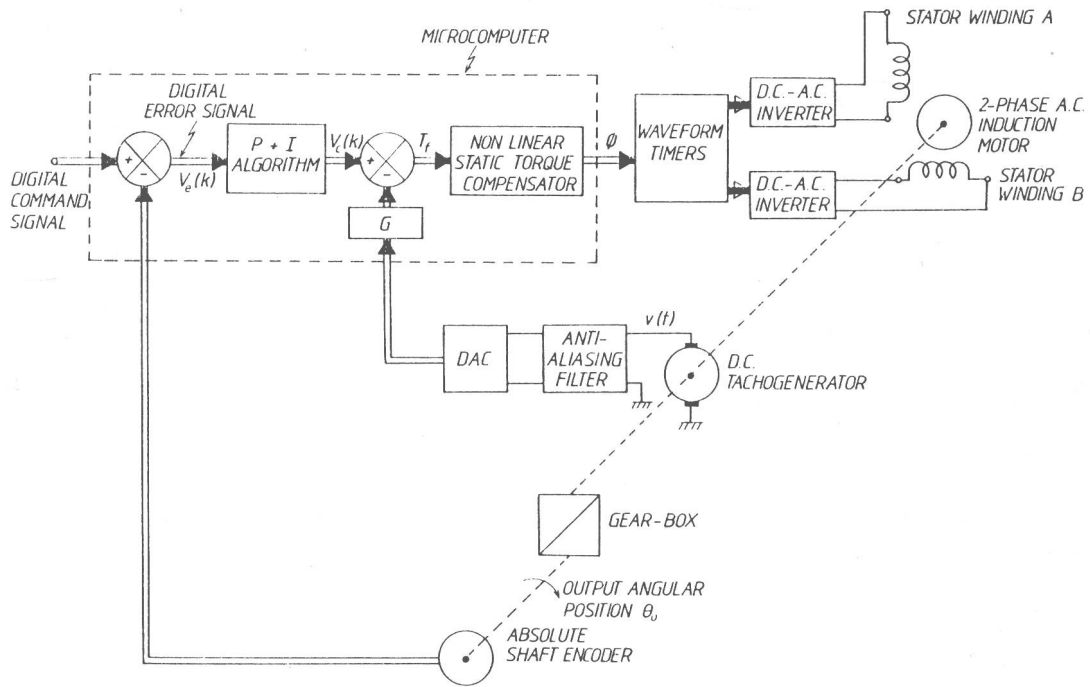 STATOR WINDING A
MICROCOMPUTER
DIGITAL
ERROR SIGNAL
D.C.-A.C.
INVERTER
2-PHASE A.C.
INDUCTION
MOTOR
+
-
P + I
ALGORITHM
V_c(k)
+
-
T_f
NON LINEAR
STATIC TORQUE
COMPENSATOR
Ø
WAVEFORM
TIMERS
V_e(k)
DIGITAL
COMMAND
SIGNAL
D.C.-A.C.
INVERTER
STATOR
WINDING B
G
v(t)
DAC
ANTI-
ALIASING
FILTER
D.C.
TACHOGENERATOR
GEAR-BOX
OUTPUT ANGULAR
POSITION θ₀
ABSOLUTE
SHAFT ENCODER